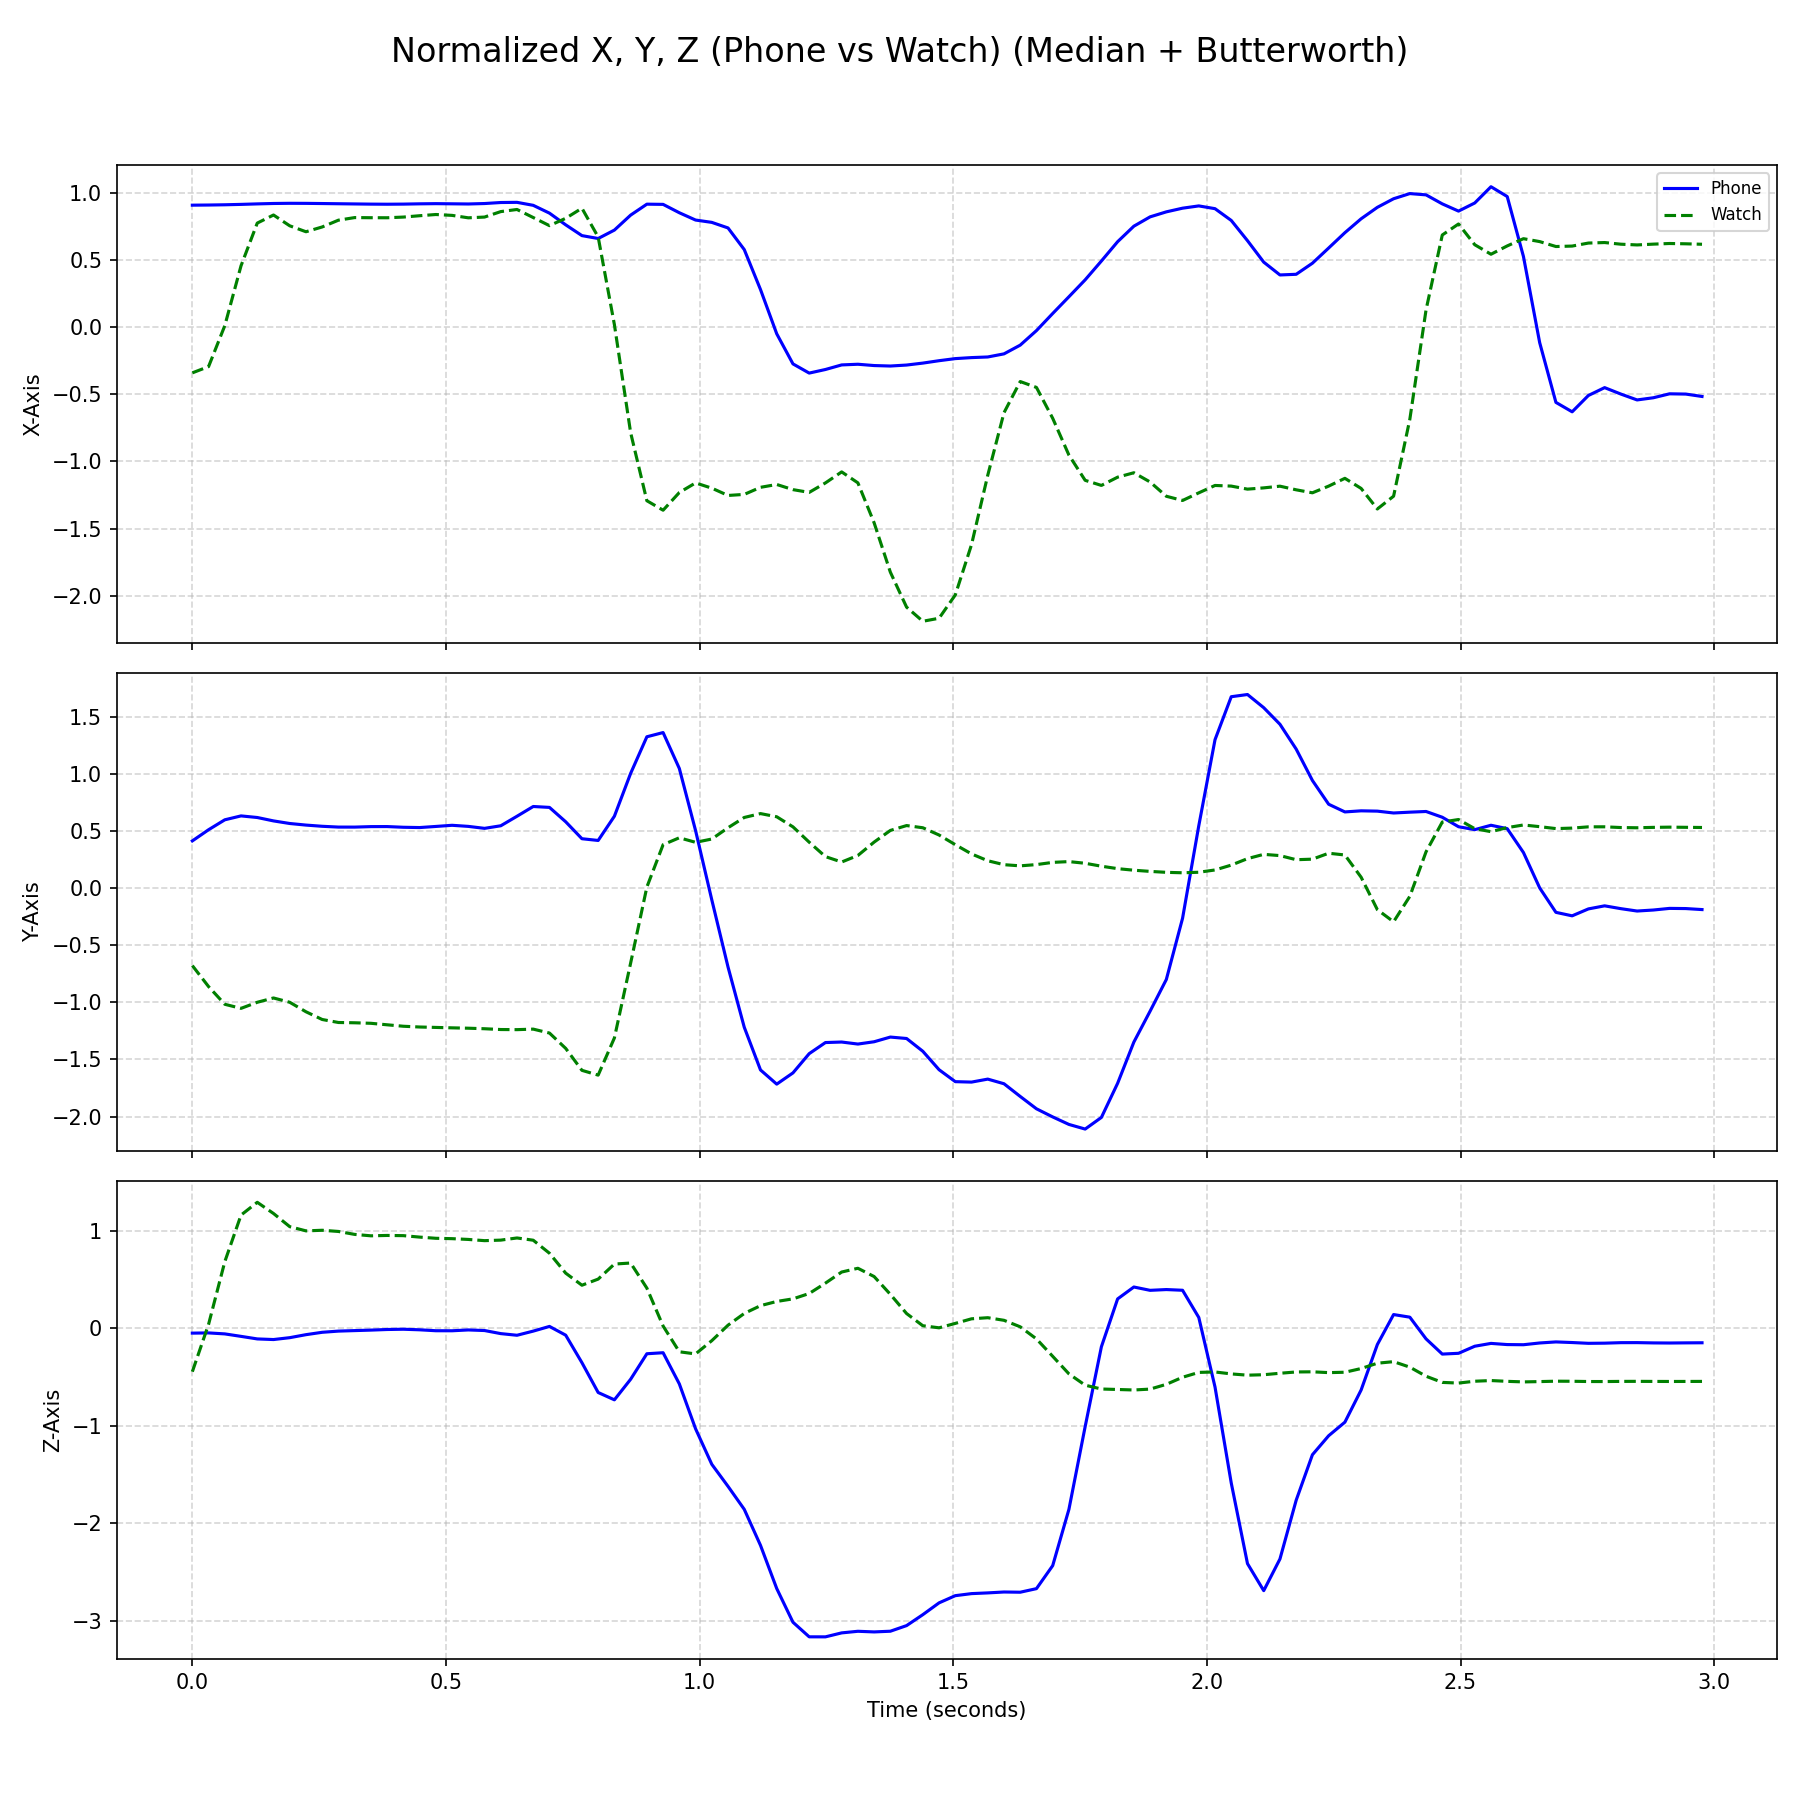 Normalized X, Y, Z (Phone vs Watch) (Median + Butterworth)
Phone
Watch
1.0
0.5
0.0
−0.5
−1.0
−1.5
−2.0
X-Axis
1.5
1.0
0.5
0.0
−0.5
−1.0
−1.5
−2.0
Y-Axis
1
0
−1
−2
−3
Z-Axis
0.0 0.5 1.0 1.5 2.0 2.5 3.0
Time (seconds)